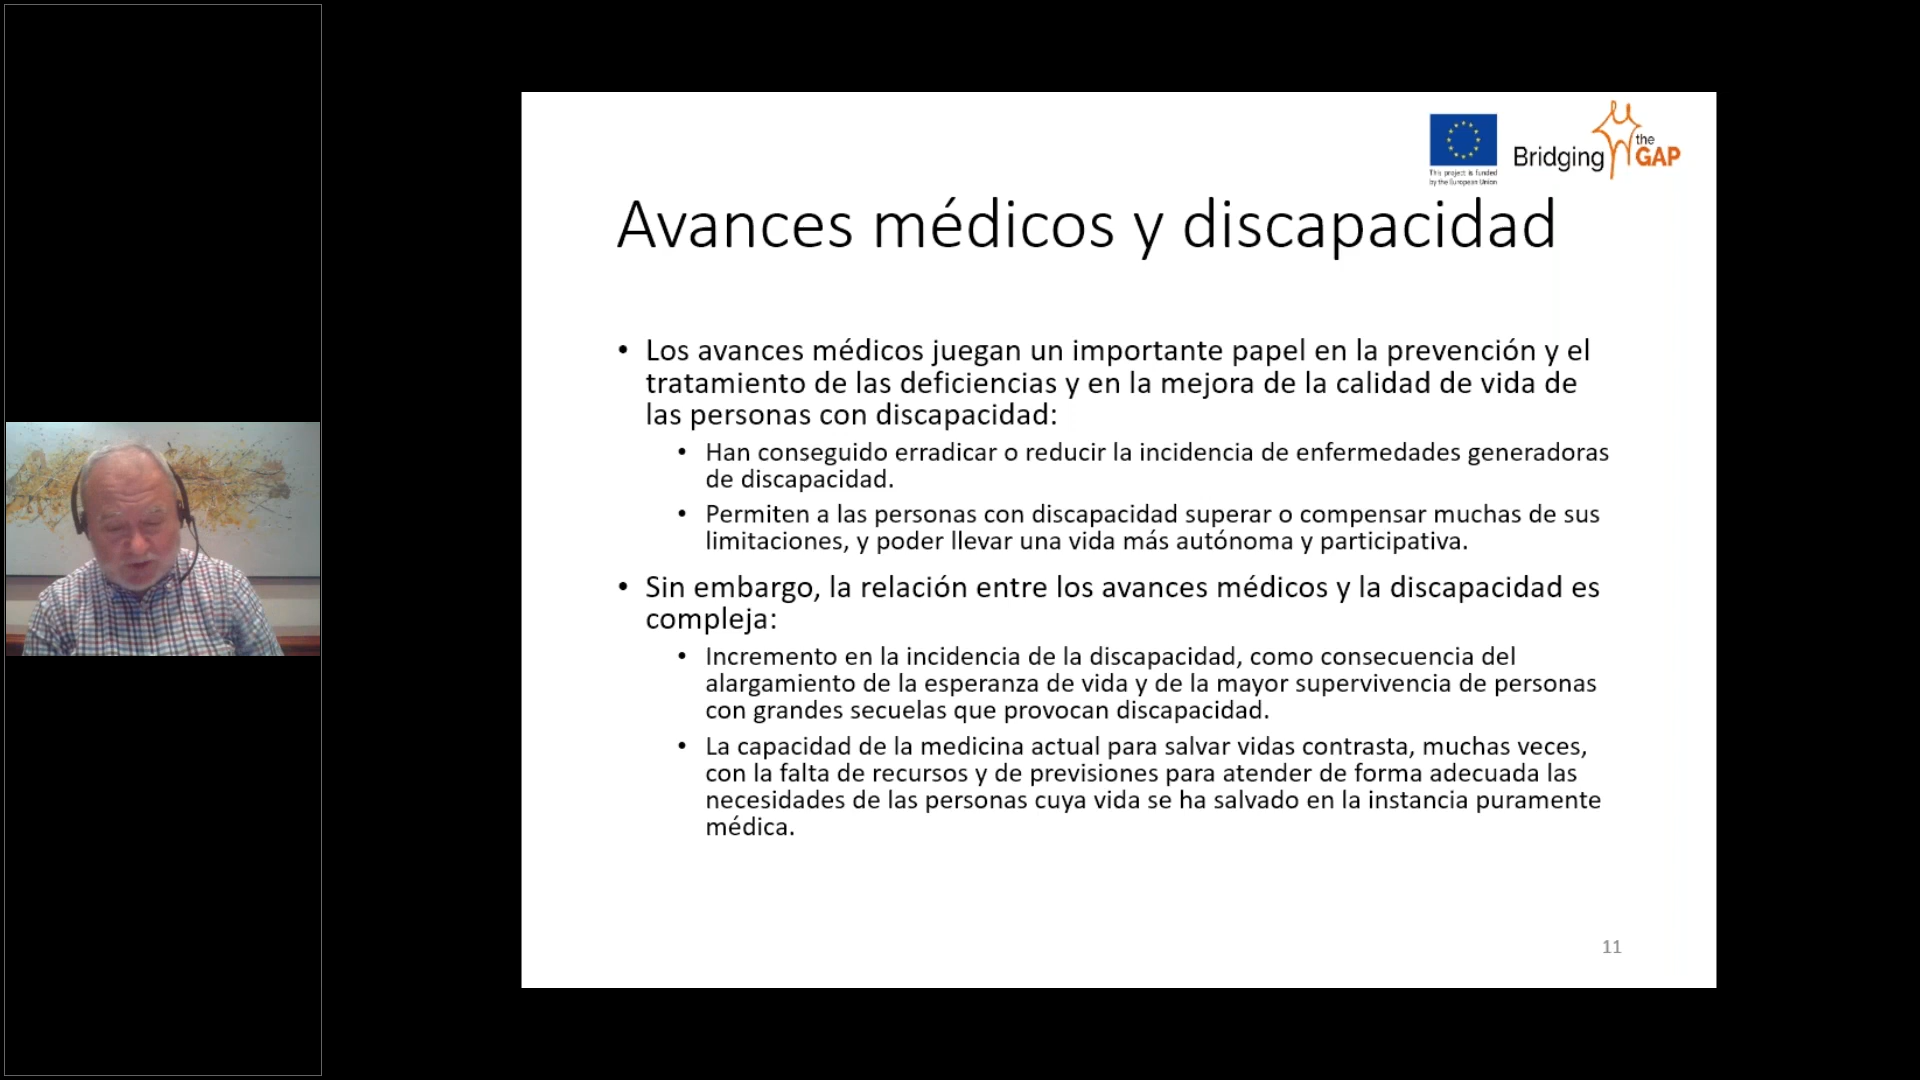 This project is funded
by the European Union
Bridging the GAP
Avances médicos y discapacidad
• Los avances médicos juegan un importante papel en la prevención y el
tratamiento de las deficiencias y en la mejora de la calidad de vida de
las personas con discapacidad:
• Han conseguido erradicar o reducir la incidencia de enfermedades generadoras
de discapacidad.
• Permiten a las personas con discapacidad superar o compensar muchas de sus
limitaciones, y poder llevar una vida más autónoma y participativa.
• Sin embargo, la relación entre los avances médicos y la discapacidad es
compleja:
• Incremento en la incidencia de la discapacidad, como consecuencia del
alargamiento de la esperanza de vida y de la mayor supervivencia de personas
con grandes secuelas que provocan discapacidad.
• La capacidad de la medicina actual para salvar vidas contrasta, muchas veces,
con la falta de recursos y de previsiones para atender de forma adecuada las
necesidades de las personas cuya vida se ha salvado en la instancia puramente
médica.
11